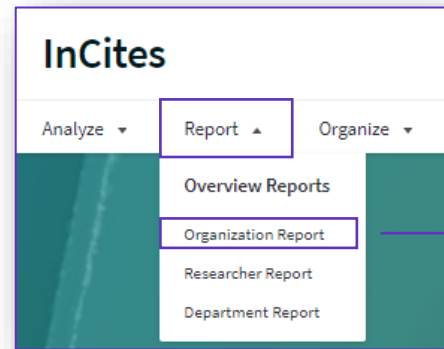 InCites
Analyze Report Organize
Overview Reports
Organization Report
Researcher Report
Department Report